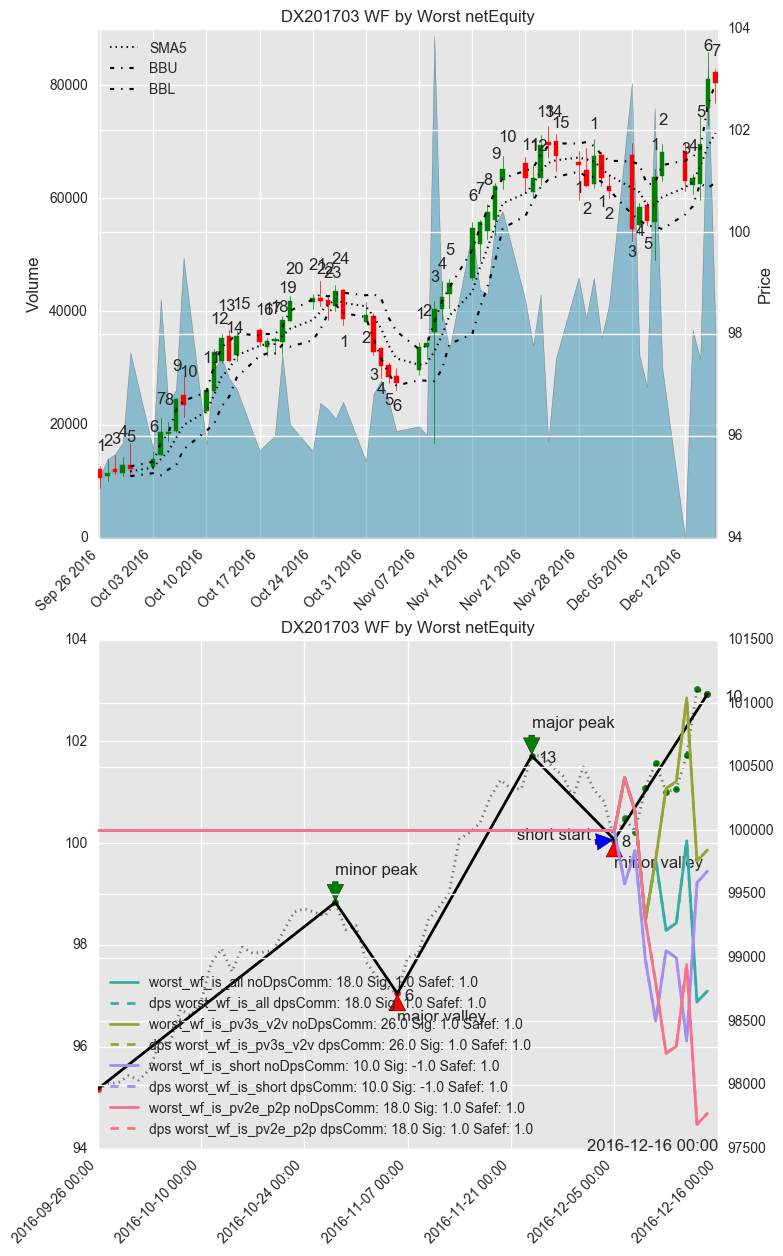 DX201703 WF by Worst netEquity
SMA5
BBU
BBL
Volume
Price
80000
60000
40000
20000
0
104
102
100
98
96
94
Sep 26 2016
Oct 03 2016
Oct 10 2016
Oct 17 2016
Oct 24 2016
Oct 31 2016
Nov 07 2016
Nov 14 2016
Nov 21 2016
Nov 28 2016
Dec 05 2016
Dec 12 2016
DX201703 WF by Worst netEquity
104
102
100
98
96
94
101500
101000
100500
100000
99500
99000
98500
98000
97500
major peak
13
10
short start
8
minor valley
minor peak
6
major valley
worst_wf_is_all noDpsComm: 18.0 Sig: 1.0 Safef: 1.0
dps worst_wf_is_all dpsComm: 18.0 Sig: 1.0 Safef: 1.0
worst_wf_is_pv3s_v2v noDpsComm: 26.0 Sig: 1.0 Safef: 1.0
dps worst_wf_is_pv3s_v2v dpsComm: 26.0 Sig: 1.0 Safef: 1.0
worst_wf_is_short noDpsComm: 10.0 Sig: -1.0 Safef: 1.0
dps worst_wf_is_short dpsComm: 10.0 Sig: -1.0 Safef: 1.0
worst_wf_is_pv2e_p2p noDpsComm: 18.0 Sig: 1.0 Safef: 1.0
dps worst_wf_is_pv2e_p2p dpsComm: 18.0 Sig: 1.0 Safef: 1.0
2016-12-16 00:00
2016-09-26 00:00
2016-10-10 00:00
2016-10-24 00:00
2016-11-07 00:00
2016-11-21 00:00
2016-12-05 00:00
2016-12-16 00:00